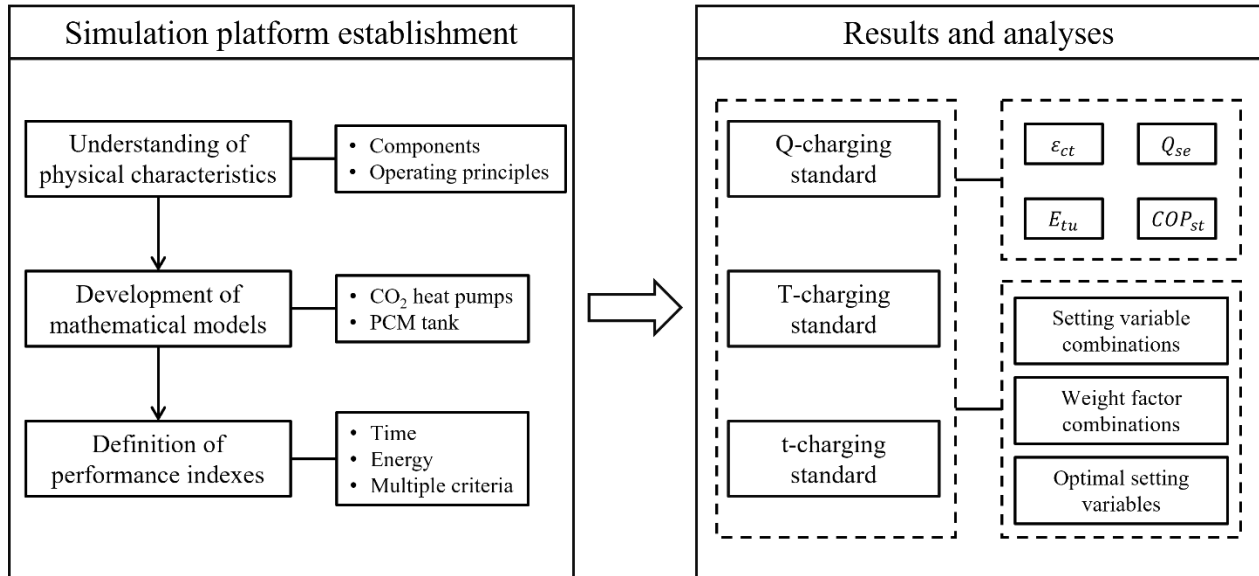 Simulation platform establishment
Understanding of
physical characteristics
• Components
• Operating principles
Development of
mathematical models
• CO₂ heat pumps
• PCM tank
Definition of
performance indexes
• Time
• Energy
• Multiple criteria
Results and analyses
Q-charging
standard
T-charging
standard
t-charging
standard
ε_ct
Q_se
E_tu
COP_st
Setting variable
combinations
Weight factor
combinations
Optimal setting
variables